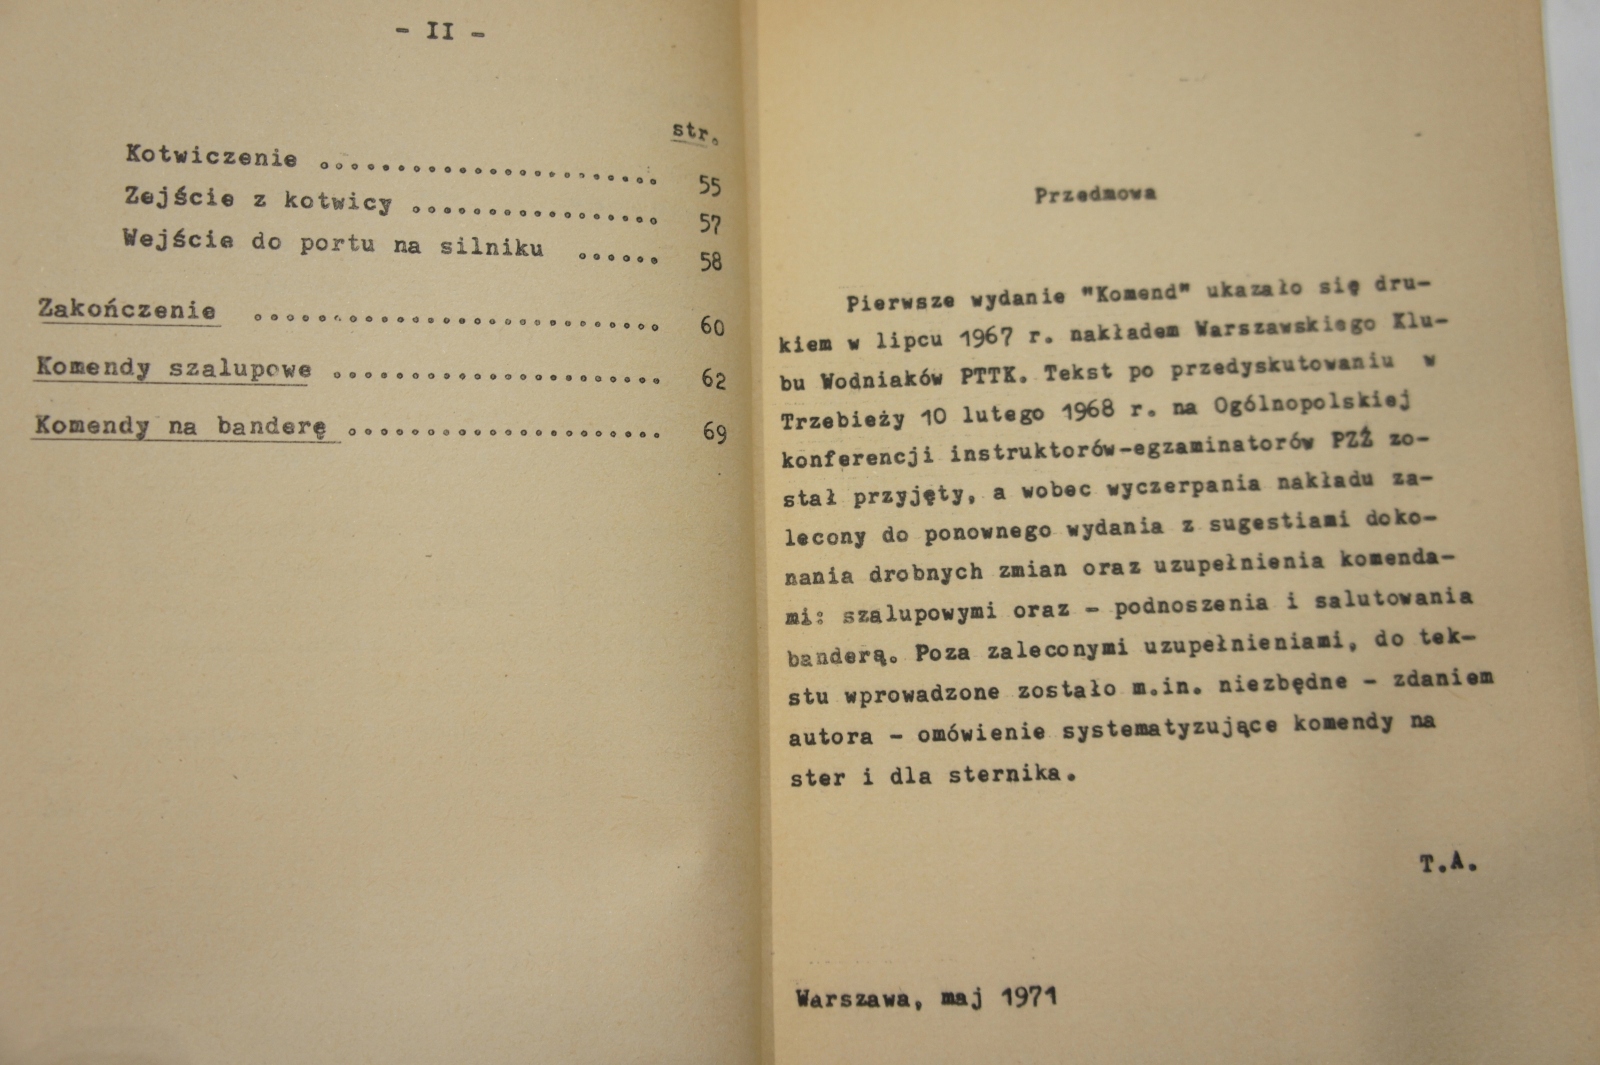 - II -
str.
Kotwiczenie ...................... 55
Zejście z kotwicy ................ 57
Wejście do portu na silniku ...... 58
Zakończenie .......................... 60
Komendy szalupowe ..................... 62
Komendy na banderę .................... 69
Przedmowa
Pierwsze wydanie "Komend" ukazało się dru-
kiem w lipcu 1967 r. nakładem Warszawskiego Klu-
bu Wodniaków PTTK. Tekst po przedyskutowaniu w
Trzebieży 10 lutego 1968 r. na Ogólnopolskiej
konferencji instruktorów-egzaminatorów PZŻ zo-
stał przyjęty, a wobec wyczerpania nakładu za-
lecony do ponownego wydania z sugestiami doko-
nania drobnych zmian oraz uzupełnienia komenda-
mi: szalupowymi oraz - podnoszenia i salutowania
banderą. Poza zaleconymi uzupełnieniami, do tek-
stu wprowadzone zostało m.in. niezbędne - zdaniem
autora - omówienie systematyzujące komendy na
ster i dla sternika.
T.A.
Warszawa, maj 1971